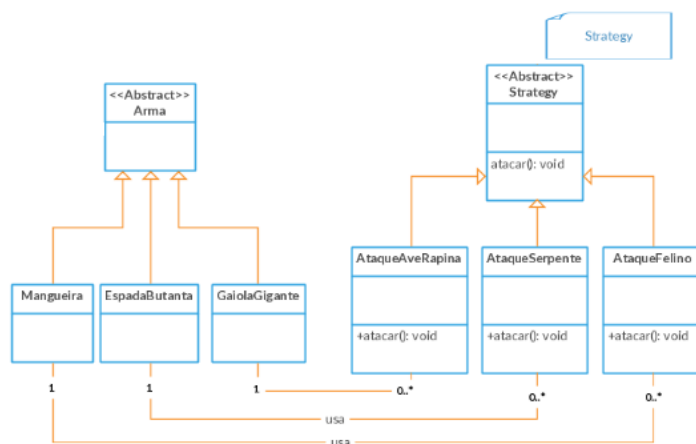 Strategy
<<Abstract>>
Arma
<<Abstract>>
Strategy
atacar(): void
Mangueira
EspadaButanta
GaiolaGigante
AtaqueAveRapina
AtaqueSerpente
AtaqueFelino
+atacar(): void
+atacar(): void
+atacar(): void
1
1
1
0..*
0..*
0..*
usa
usa